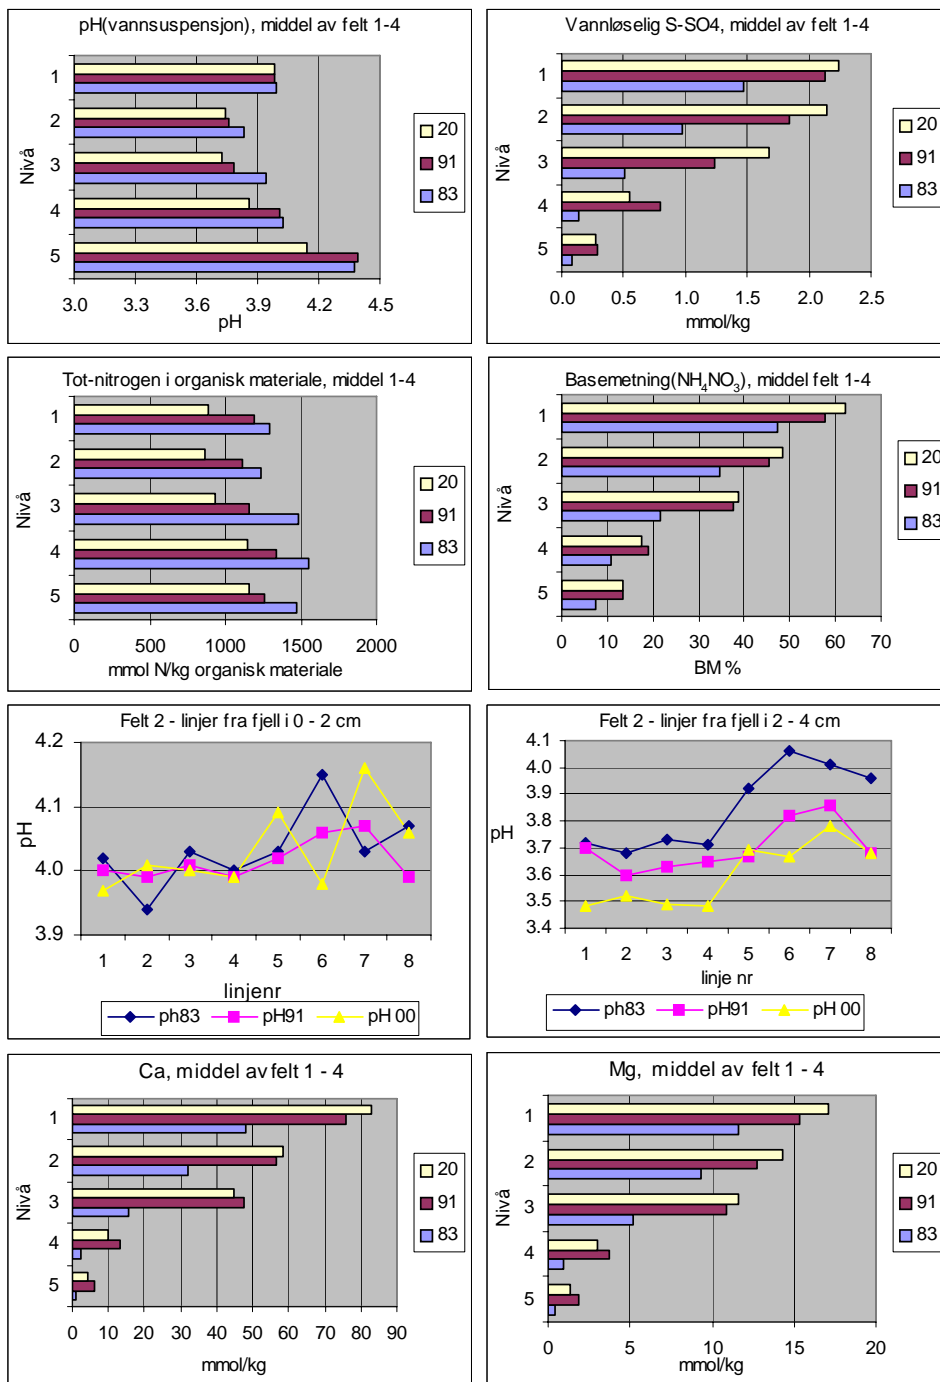 pH(vannsuspensjon), middel av felt 1-4
Nivå
1
2
3
4
5
3.0 3.3 3.6 3.9 4.2 4.5
pH
20
91
83
Vannløselig S-SO4, middel av felt 1-4
Nivå
1
2
3
4
5
0.0 0.5 1.0 1.5 2.0 2.5
mmol/kg
20
91
83
Tot-nitrogen i organisk materiale, middel 1-4
Nivå
1
2
3
4
5
0 500 1000 1500 2000
mmol N/kg organisk materiale
20
91
83
Basemetning(NH4NO3), middel felt 1-4
Nivå
1
2
3
4
5
0 10 20 30 40 50 60 70
BM %
20
91
83
Felt 2 - linjer fra fjell i 0 - 2 cm
pH
4.2
4.1
4.0
3.9
1 2 3 4 5 6 7 8
linjenr
ph83 pH91 pH 00
Felt 2 - linjer fra fjell i 2 - 4 cm
pH
4.1
4.0
3.9
3.8
3.7
3.6
3.5
3.4
1 2 3 4 5 6 7 8
linje nr
ph83 pH91 pH 00
Ca, middel av felt 1 - 4
Nivå
1
2
3
4
5
0 10 20 30 40 50 60 70 80 90
mmol/kg
20
91
83
Mg, middel av felt 1 - 4
Nivå
1
2
3
4
5
0 5 10 15 20
mmol/kg
20
91
83